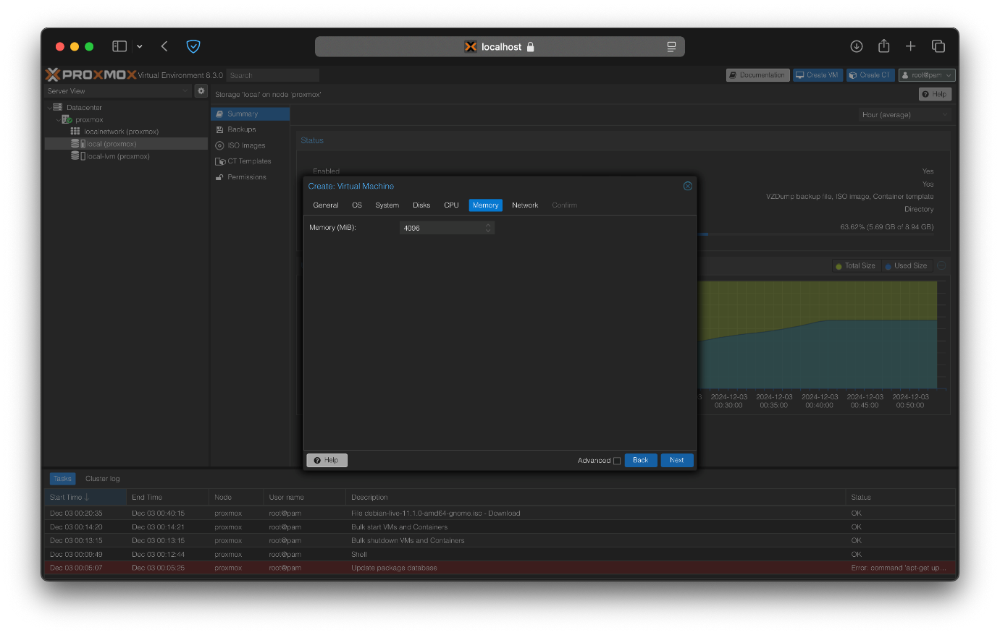 localhost
PROXMOX Virtual Environment 8.3.0 Search
Documentation Create VM Create CT root@pam
Server View
Storage 'local' on node 'proxmox'
Help
Datacenter
proxmox
localnetwork (proxmox)
local (proxmox)
local-lvm (proxmox)
Summary
Backups
ISO Images
CT Templates
Permissions
Hour (average)
Status
Enabled Yes
Yes
VZDump backup file, ISO image, Container template
Directory
63.62% (5.69 GB of 8.94 GB)
Create: Virtual Machine
General OS System Disks CPU Memory Network Confirm
Memory (MiB): 4096
Help Advanced Back Next
Total Size Used Size
3 2024-12-03 2024-12-03 2024-12-03 2024-12-03 2024-12-03
00:30:00 00:35:00 00:40:00 00:45:00 00:50:00
Tasks Cluster log
Start Time ↓ End Time Node User name Description Status
Dec 03 00:20:35 Dec 03 00:40:15 proxmox root@pam File debian-live-11.1.0-amd64-gnome.iso - Download OK
Dec 03 00:14:20 Dec 03 00:14:21 proxmox root@pam Bulk start VMs and Containers OK
Dec 03 00:13:15 Dec 03 00:13:15 proxmox root@pam Bulk shutdown VMs and Containers OK
Dec 03 00:09:49 Dec 03 00:12:44 proxmox root@pam Shell OK
Dec 03 00:05:07 Dec 03 00:05:25 proxmox root@pam Update package database Error: command 'apt-get up...